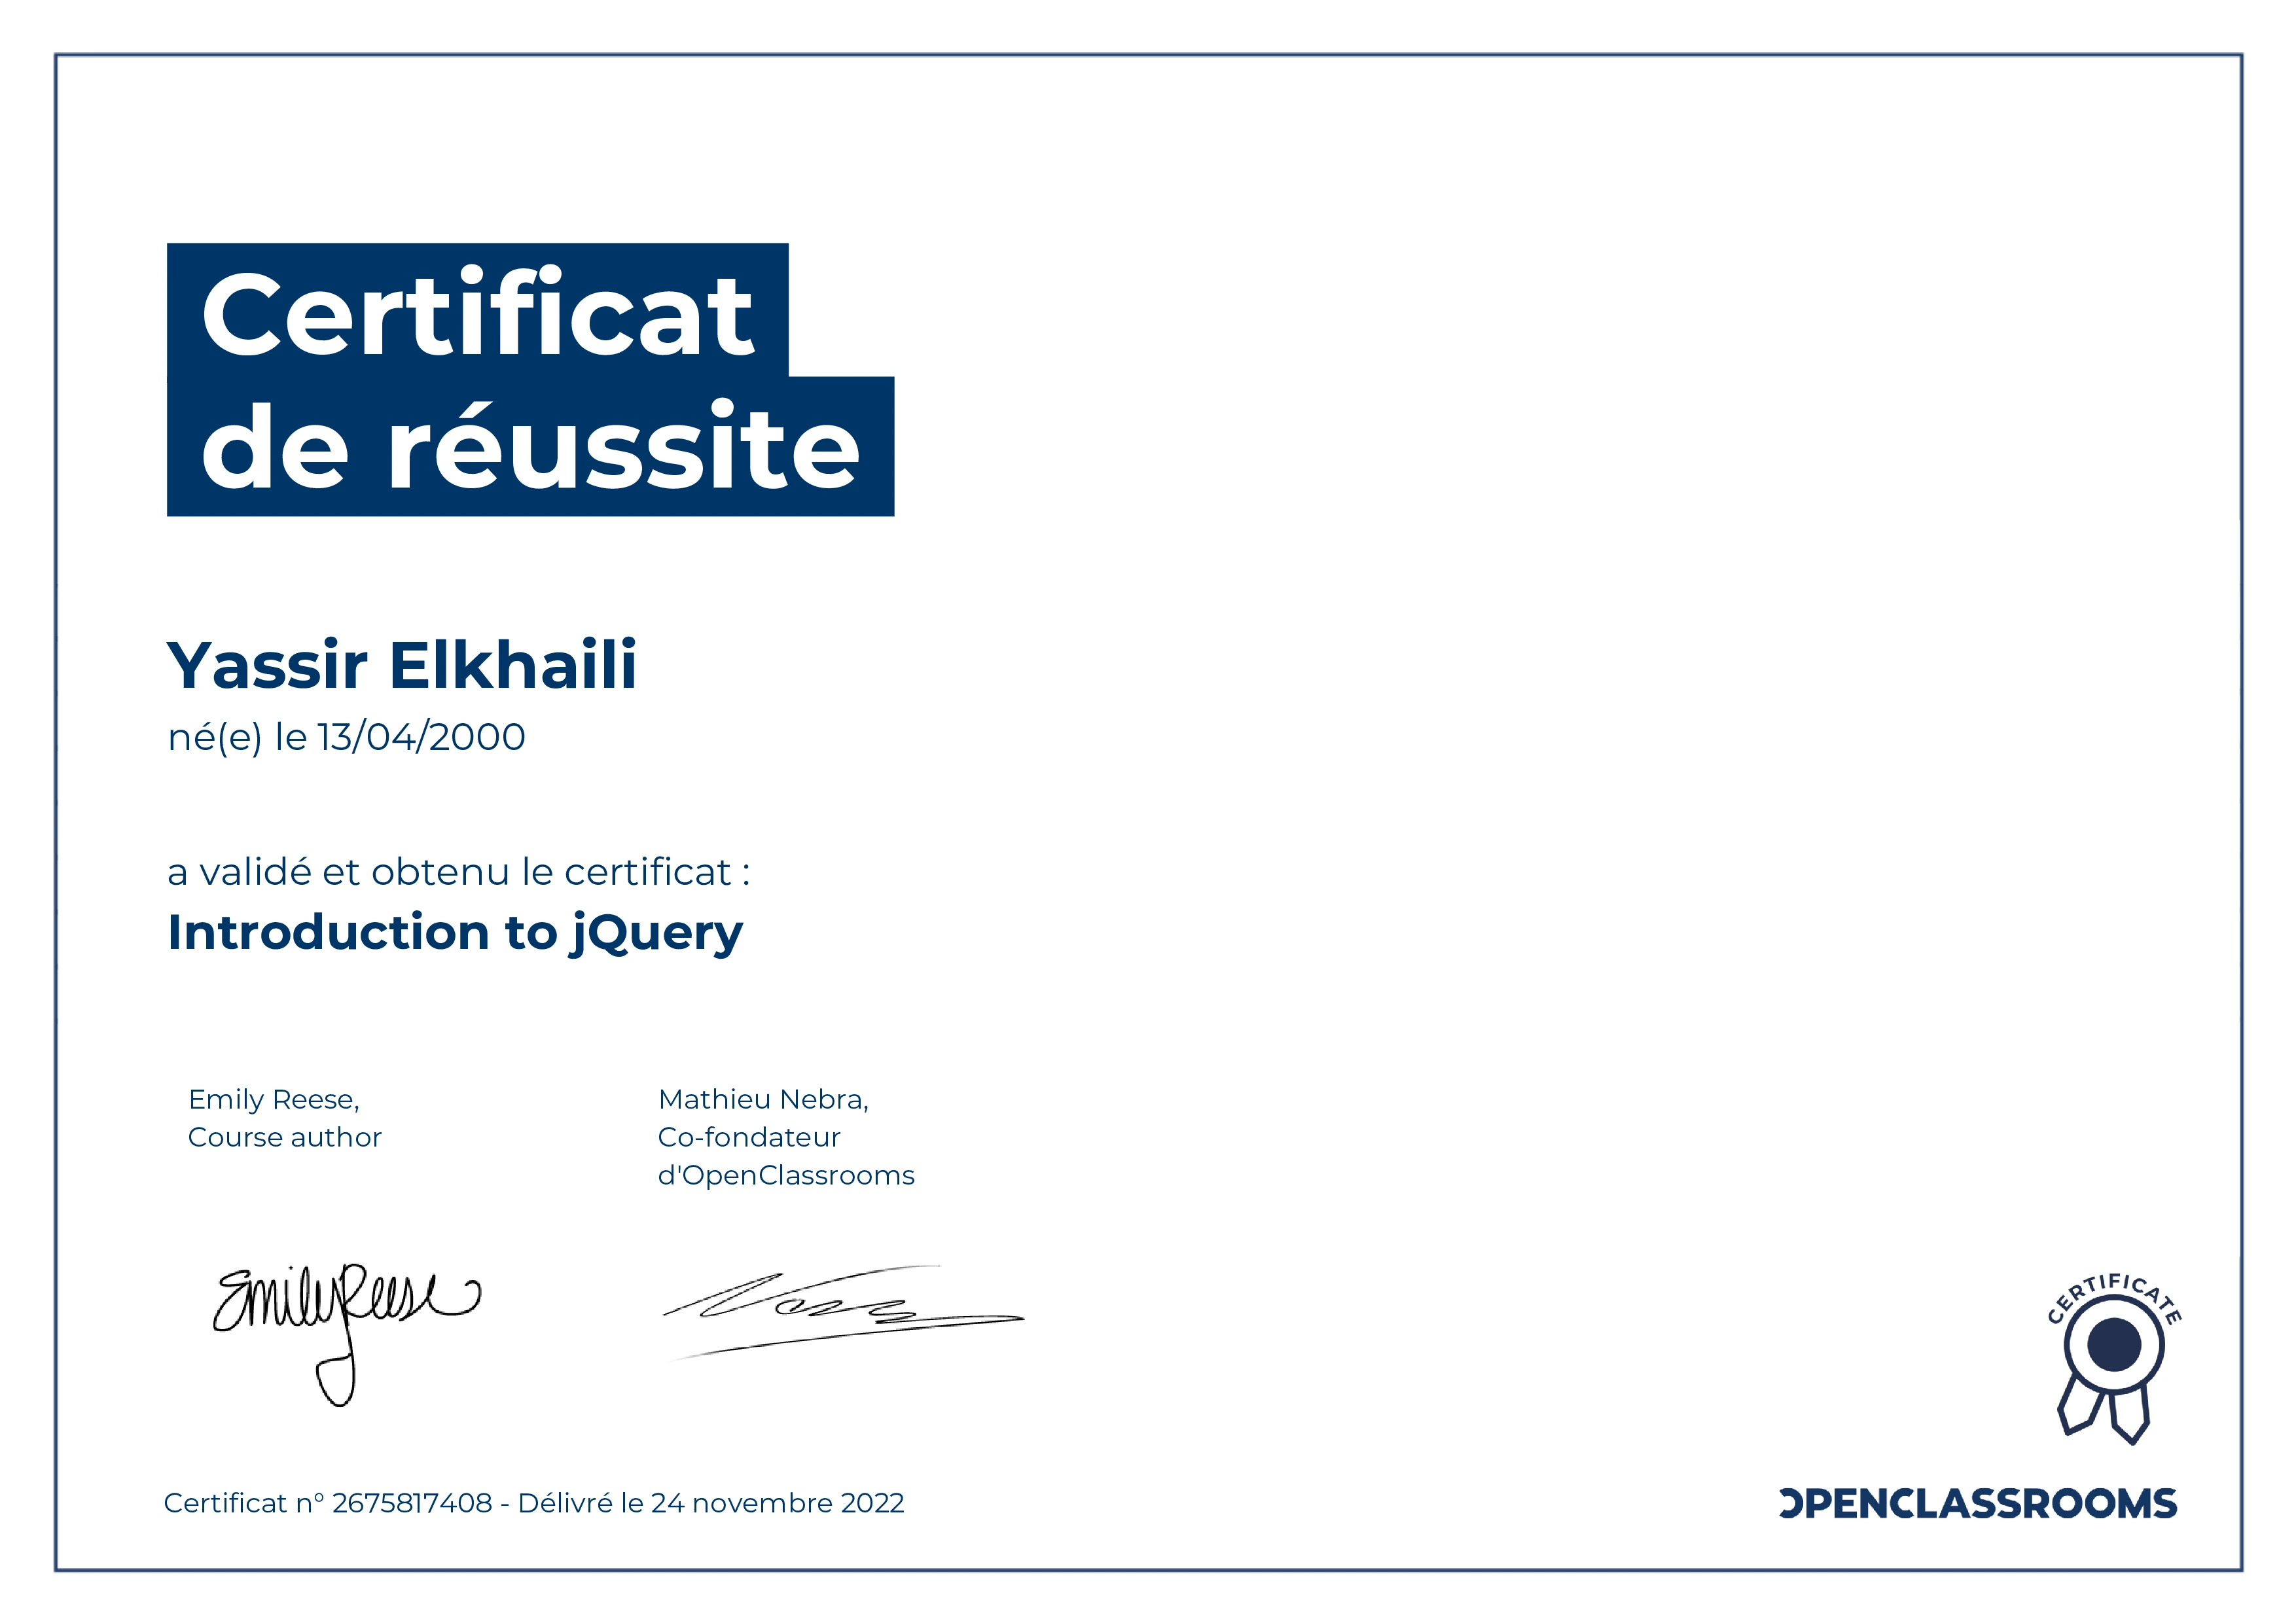 Certificat
de réussite
Yassir Elkhaili
né(e) le 13/04/2000
a validé et obtenu le certificat :
Introduction to jQuery
Emily Reese,
Course author
Mathieu Nebra,
Co-fondateur
d'OpenClassrooms
Emily Reese
CERTIFICATE
Certificat n° 2675817408 - Délivré le 24 novembre 2022
OPENCLASSROOMS